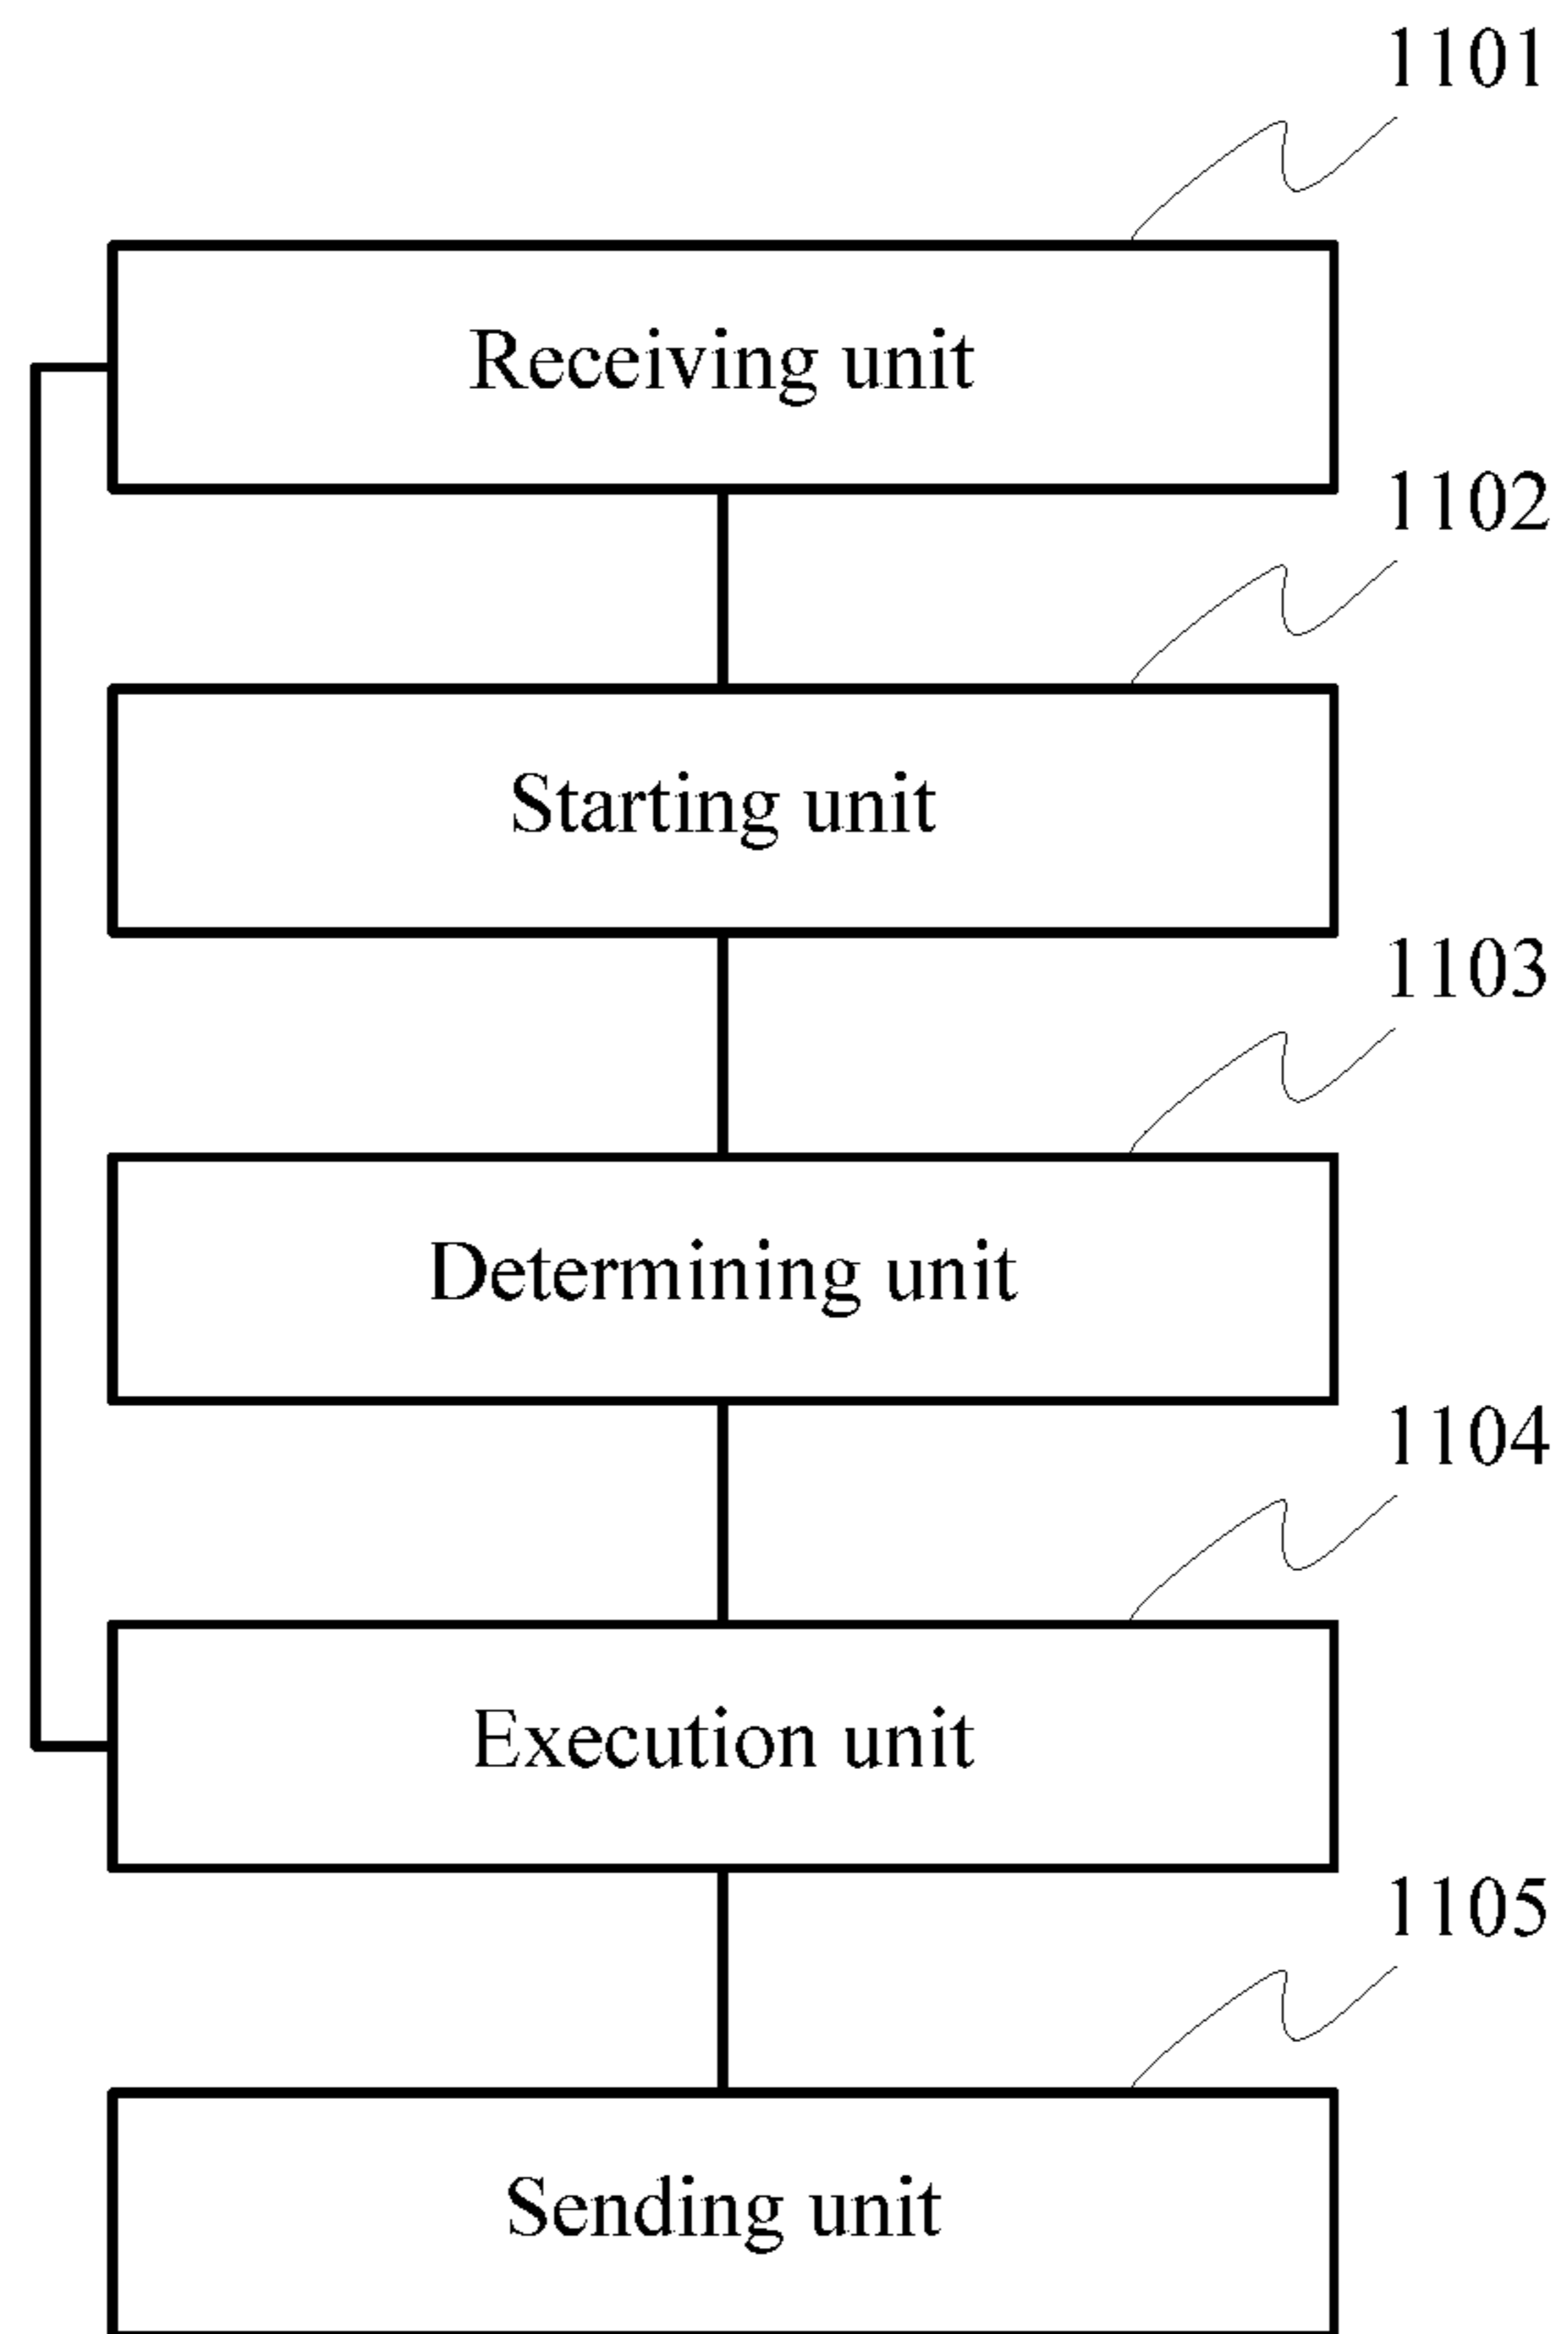 1101
Receiving unit
1102
Starting unit
1103
Determining unit
1104
Execution unit
1105
Sending unit